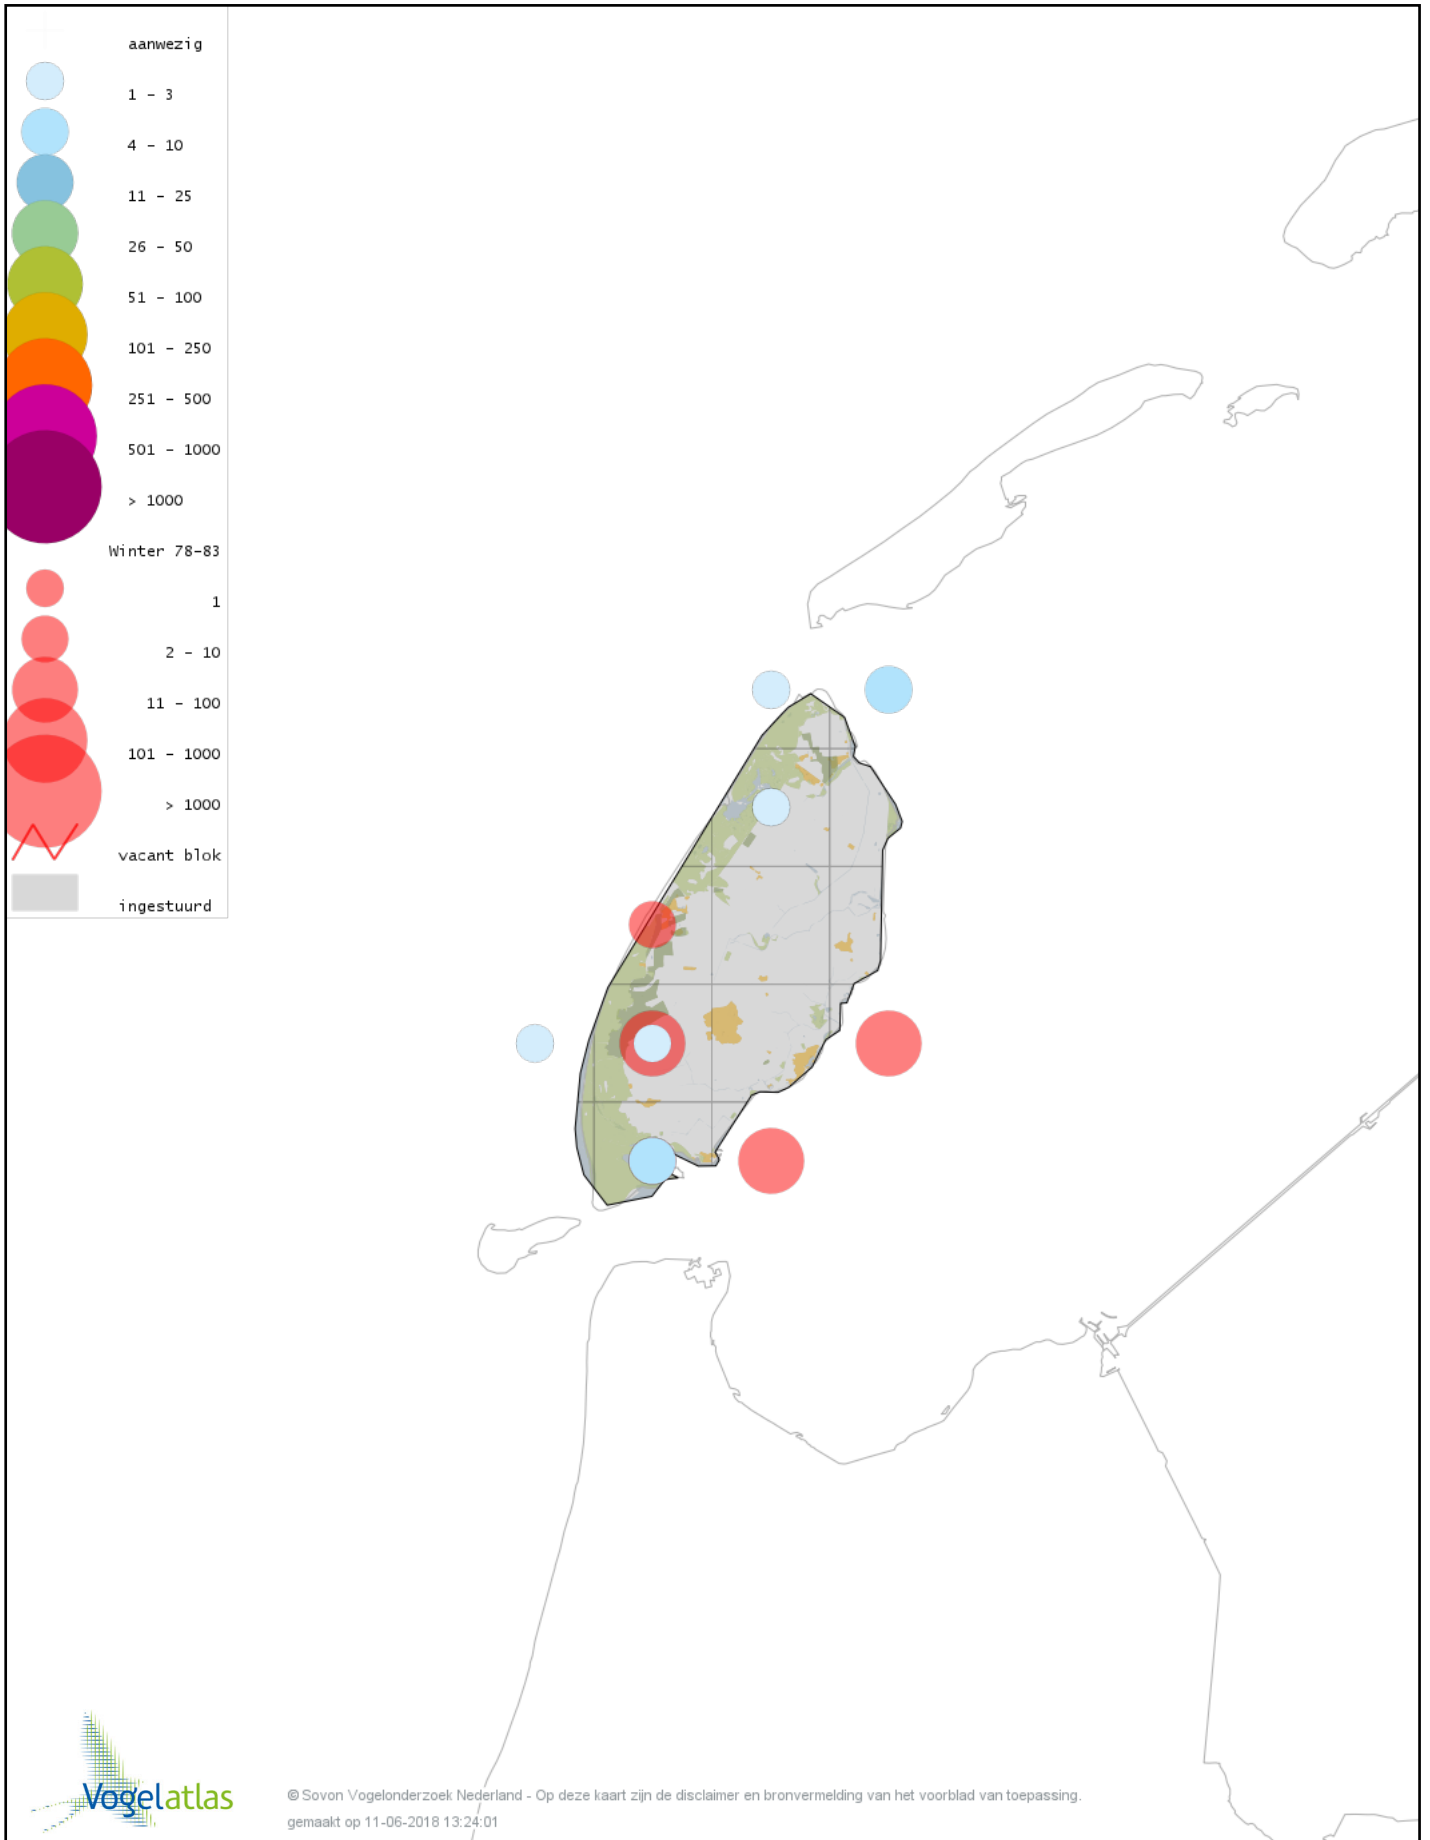 aanwezig
1 - 3
4 - 10
11 - 25
26 - 50
51 - 100
101 - 250
251 - 500
501 - 1000
> 1000
Winter 78-83
1
2 - 10
11 - 100
101 - 1000
> 1000
vacant blok
ingestuurd
Vogelatlas
© Sovon Vogelonderzoek Nederland - Op deze kaart zijn de disclaimer en bronvermelding van het voorblad van toepassing.
gemaakt op 11-06-2018 13:24:01